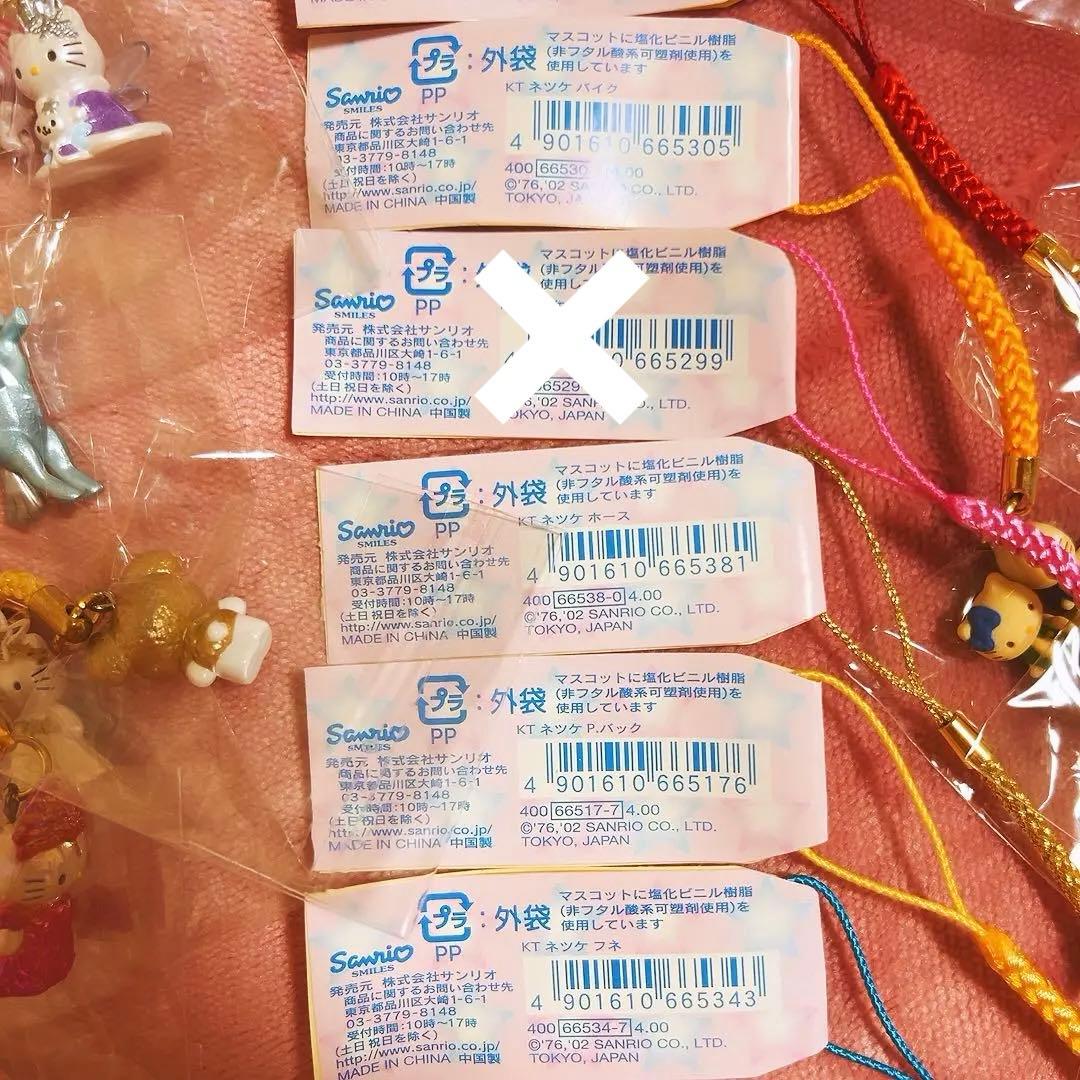 MADE IN
プラ
PP
: 外袋
マスコットに塩化ビニル樹脂
(非フタル酸系可塑剤使用)を
使用しています
Sanrio
SMILES
発売元 株式会社サンリオ
商品に関するお問い合わせ先
東京都品川区大崎1-6-1
03-3779-8148
受付時間:10時〜17時
(土日祝日を除く)
http://www.sanrio.co.jp/
MADE IN CHINA 中国製
KT ネツケ バイク
4 901610 665305
400 66530 4.00
©'76,'02 SANRIO CO., LTD.
TOKYO, JA
プラ
PP
:
マスコットに塩化ビニル樹脂
(非フタル酸系可塑剤使用)を
使用し
Sanrio
SMILES
発売元 株式会社サンリオ
商品に関するお問い合わせ先
東京都品川区大崎1-6-1
03-3779-8148
受付時間:10時〜17時
(土日祝日を除く)
http://www.sanrio.co.jp/
MADE IN CHINA 中国製
0 665299
6, '02 SANRIO CO., LTD.
TOKYO, JAPAN
プラ
PP
: 外袋
マスコットに塩化ビニル樹脂
(非フタル酸系可塑剤使用)を
使用しています
Sanrio
SMILES
発売元 株式会社サンリオ
商品に関するお問い合わせ先
東京都品川区大崎1-6-1
03-3779-8148
受付時間:10時〜17時
(土日祝日を除く)
http://www.sanrio.co.jp/
MADE IN CHINA 中国製
KT ネツケ ホース
4 901610 665381
400 66538-0 4.00
©'76,'02 SANRIO CO., LTD.
TOKYO, JAPAN
プラ
PP
: 外袋
マスコットに塩化ビニル樹脂
(非フタル酸系可塑剤使用)を
使用しています
Sanrio
SMILES
発売元 株式会社サンリオ
商品に関するお問い合わせ先
東京都品川区大崎1-6-1
03-3779-8148
受付時間:10時〜17時
(土日祝日を除く)
http://www.sanrio.co.jp/
MADE IN CHINA 中国製
KT ネツケ P.バック
4 901610 665176
400 66517-7 4.00
©'76,'02 SANRIO CO., LTD.
TOKYO, JAPAN
プラ
PP
: 外袋
マスコットに塩化ビニル樹脂
(非フタル酸系可塑剤使用)を
使用しています
Sanrio
SMILES
発売元 株式会社サンリオ
商品に関するお問い合わせ先
東京都品川区大崎1-6-1
03-3779-8148
受付時間:10時〜17時
(土日祝日を除く)
http://www.sanrio.co.jp/
MADE IN CHINA 中国製
KT ネツケ フネ
4 901610 665343
400 66534-7 4.00
©'76,'02 SANRIO CO., LTD.
TOKYO, JAPAN